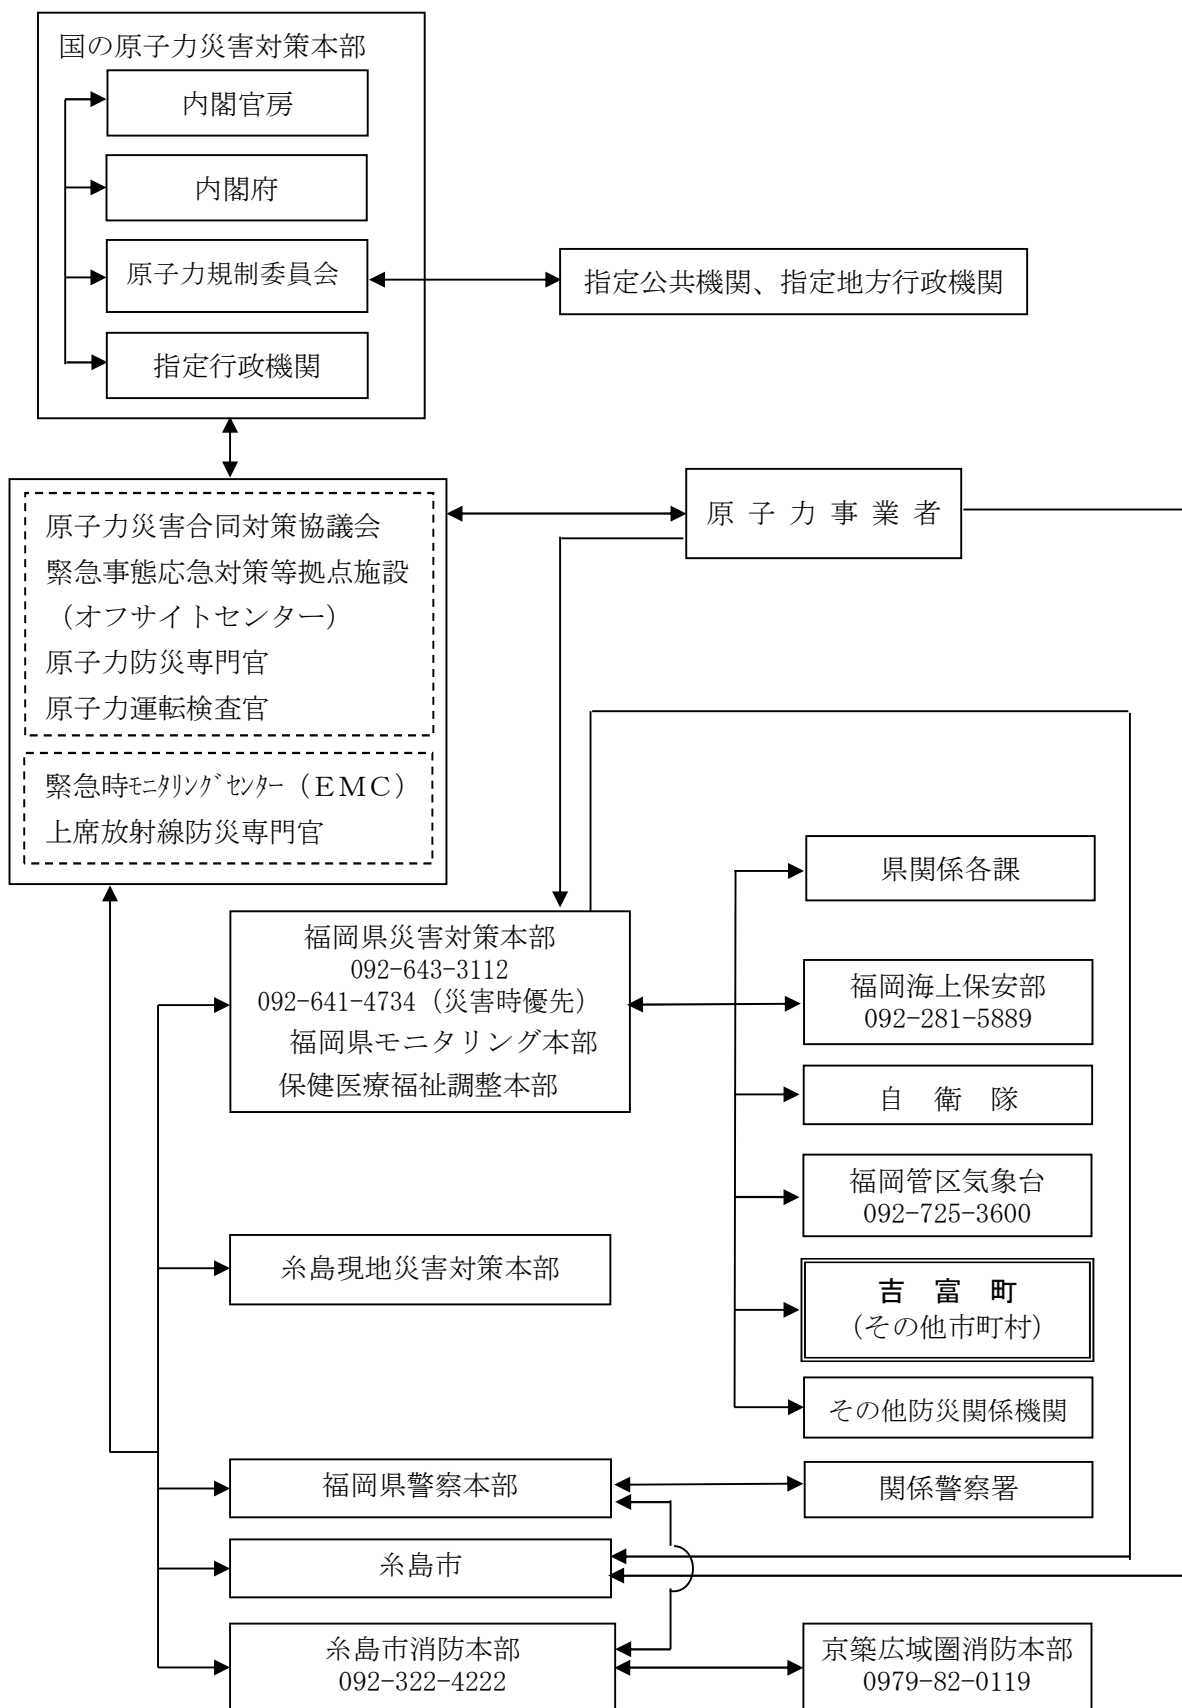 国の原子力災害対策本部
内閣官房
内閣府
原子力規制委員会
指定公共機関、指定地方行政機関
指定行政機関
原子力事業者
原子力災害合同対策協議会
緊急事態応急対策等拠点施設
（オフサイトセンター）
原子力防災専門官
原子力運転検査官
緊急時ﾓﾆﾀﾘﾝｸﾞｾﾝﾀｰ（ＥＭＣ）
上席放射線防災専門官
福岡県災害対策本部
092-643-3112
092-641-4734（災害時優先）
福岡県モニタリング本部
保健医療福祉調整本部
県関係各課
福岡海上保安部
092-281-5889
自 衛 隊
福岡管区気象台
092-725-3600
吉 富 町
（その他市町村）
その他防災関係機関
糸島現地災害対策本部
福岡県警察本部
関係警察署
糸島市
糸島市消防本部
092-322-4222
京築広域圏消防本部
0979-82-0119